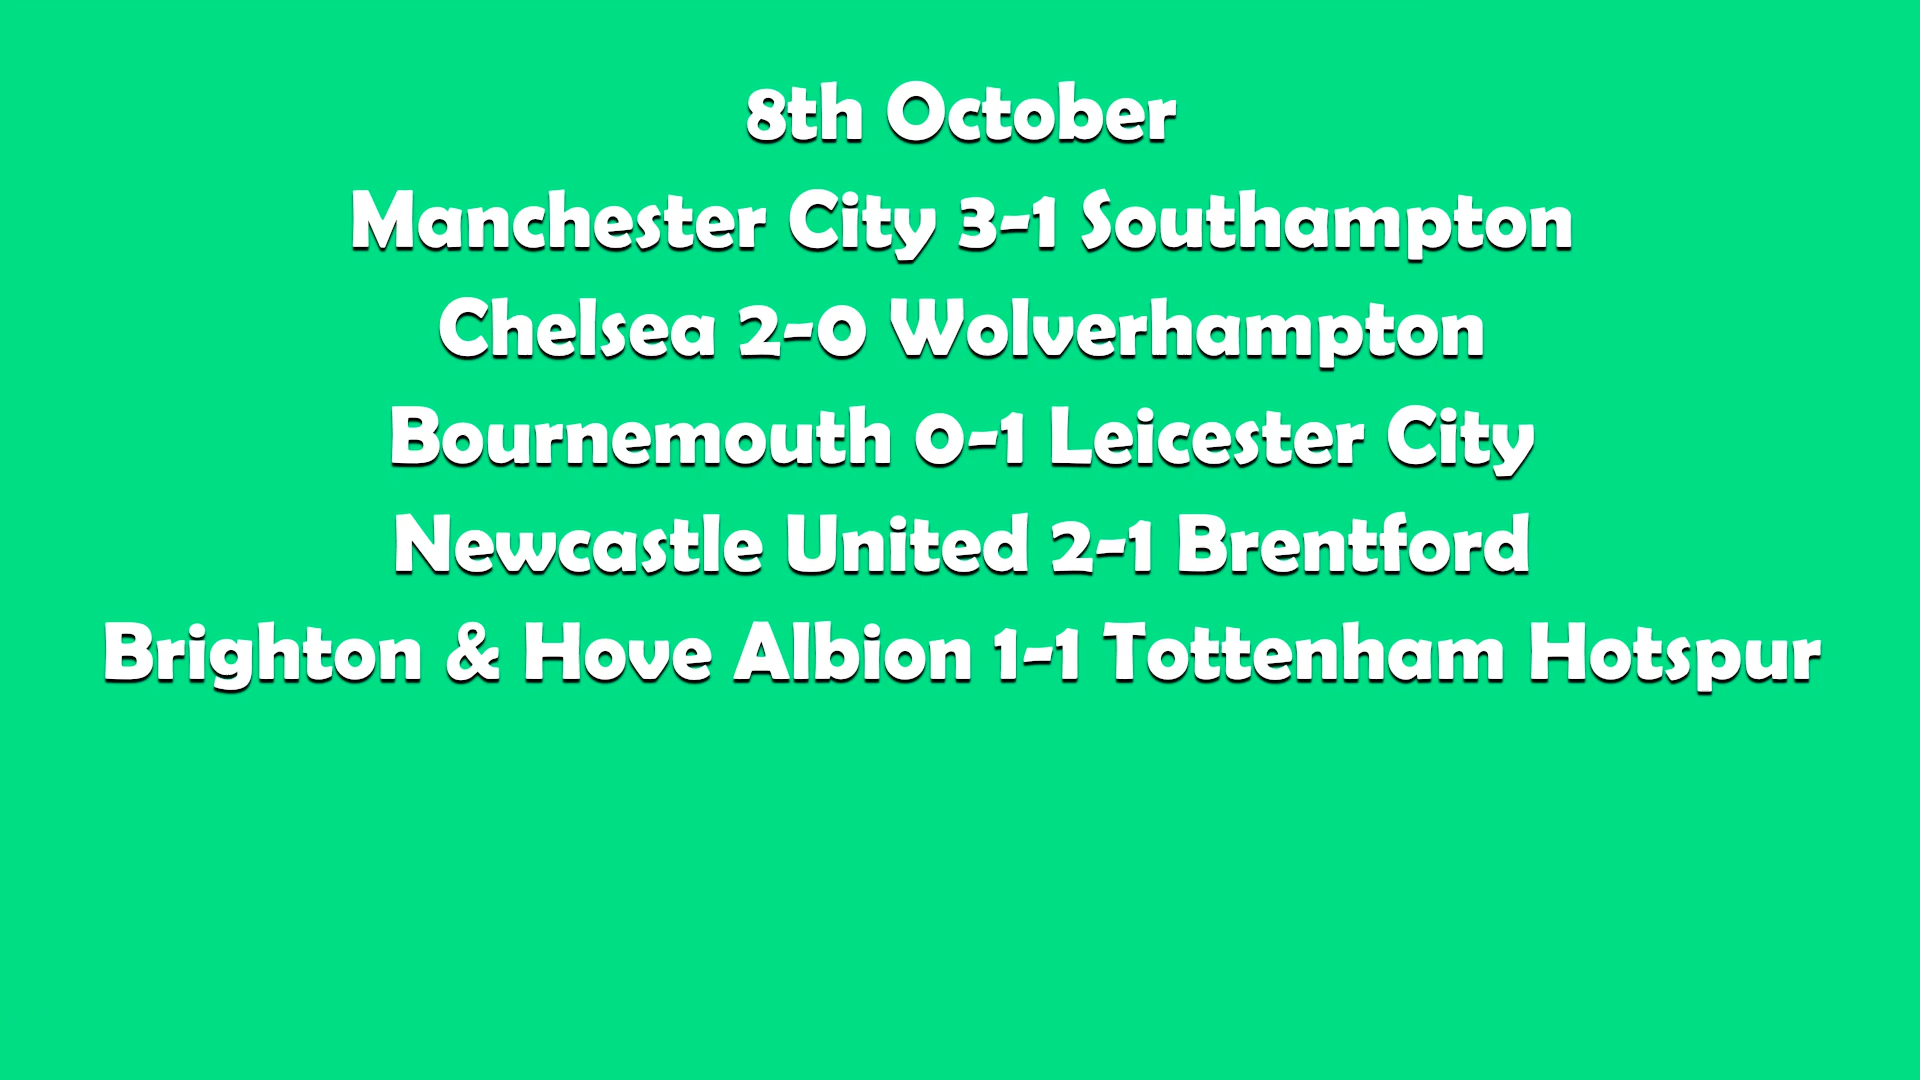 8th October
Manchester City 3-1 Southampton
Chelsea 2-0 Wolverhampton
Bournemouth 0-1 Leicester City
Newcastle United 2-1 Brentford
Brighton & Hove Albion 1-1 Tottenham Hotspur